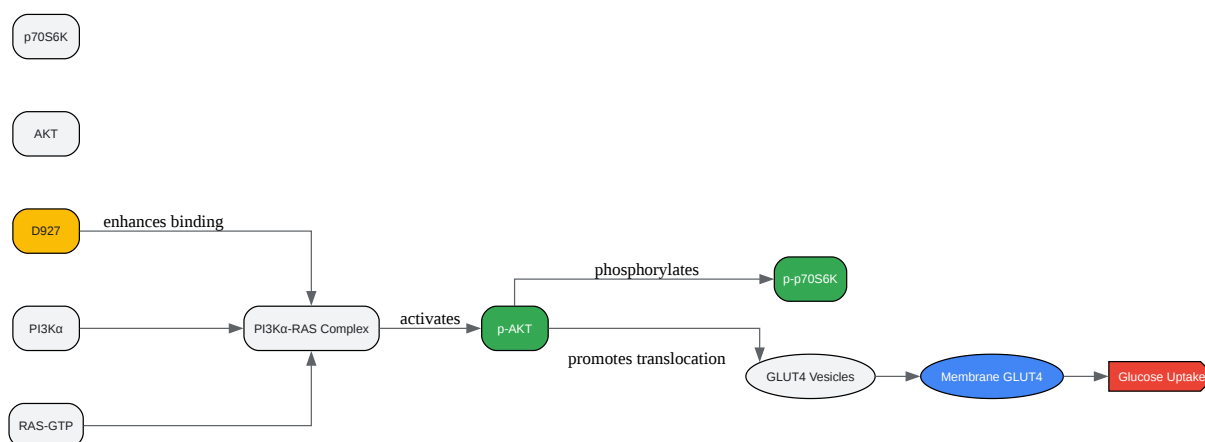 p70S6K
AKT
D927
enhances binding
phosphorylates
p-p70S6K
PI3Kα
PI3Kα-RAS Complex
activates
p-AKT
promotes translocation
GLUT4 Vesicles
Membrane GLUT4
Glucose Uptake
RAS-GTP